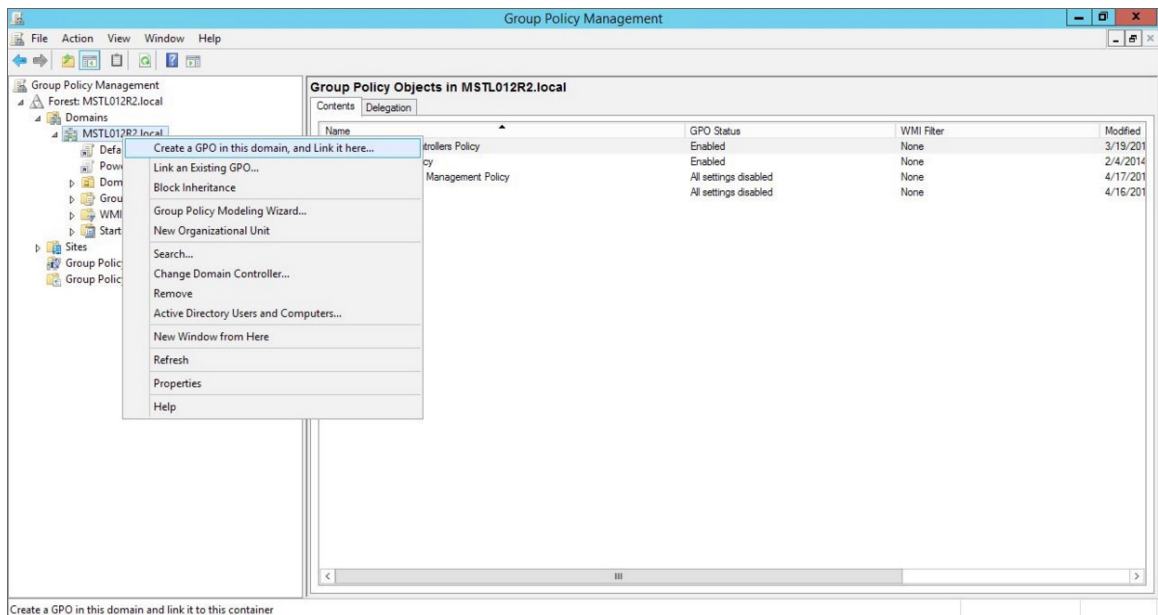 Group Policy Management
File Action View Window Help
Group Policy Management
Forest: MSTL012R2.local
Domains
MSTL012R2.local
Defa
Powe
Dom
Grou
WMI
Start
Sites
Group Polic
Group Polic
Create a GPO in this domain, and Link it here...
Link an Existing GPO...
Block Inheritance
Group Policy Modeling Wizard...
New Organizational Unit
Search...
Change Domain Controller...
Remove
Active Directory Users and Computers...
New Window from Here
Refresh
Properties
Help
Group Policy Objects in MSTL012R2.local
Contents Delegation
Name GPO Status WMI Filter Modified
trollers Policy Enabled None 3/19/201
cy Enabled None 2/4/2014
Management Policy All settings disabled None 4/17/201
All settings disabled None 4/16/201
Create a GPO in this domain and link it to this container